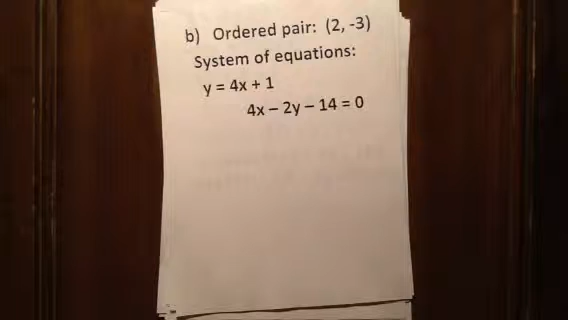 b) Ordered pair: (2, -3)
System of equations:
y = 4x + 1
4x – 2y – 14 = 0